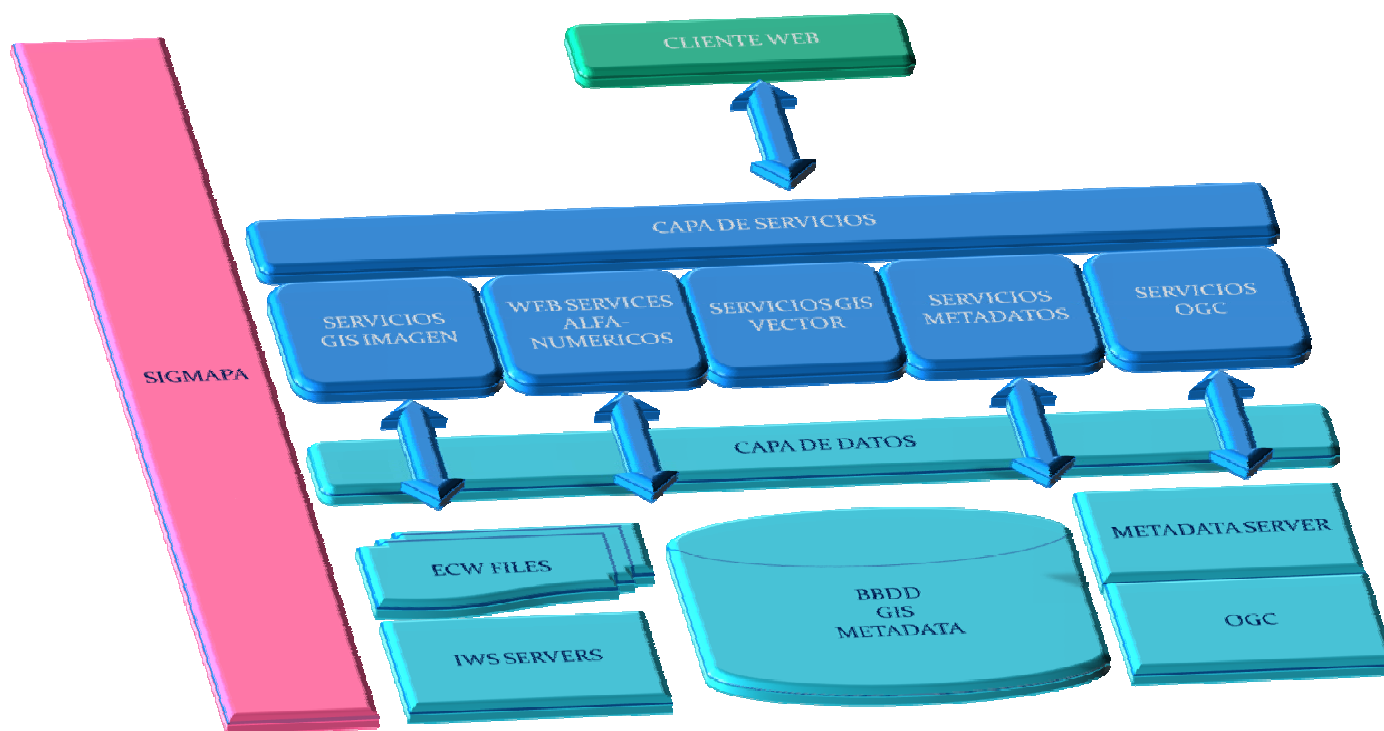 CLIENTE WEB
CAPA DE SERVICIOS
SERVICIOS
GIS IMAGEN
WEB SERVICES
ALFA-
NUMERICOS
SERVICIOS GIS
VECTOR
SERVICIOS
METADATOS
SERVICIOS
OGC
SIGMAPA
CAPA DE DATOS
ECW FILES
IWS SERVERS
BBDD
GIS
METADATA
METADATA SERVER
OGC